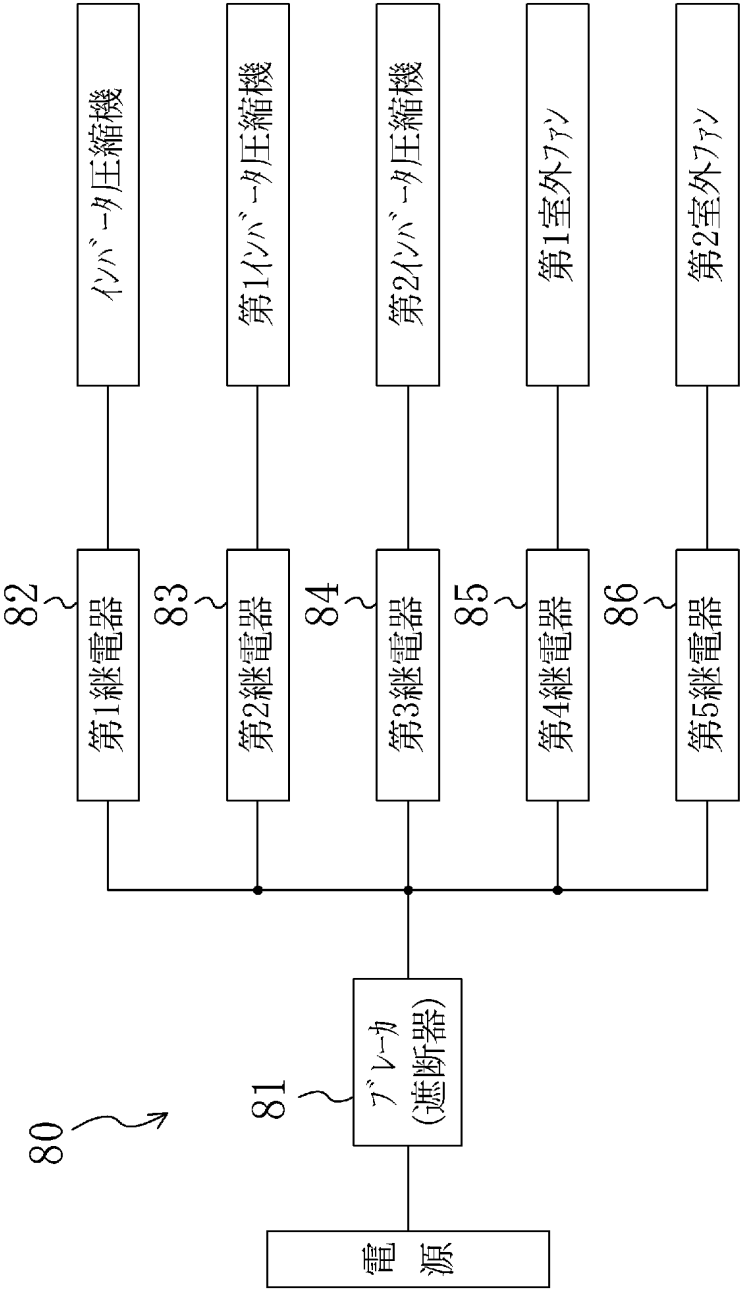 80
電源
81
ブレーカ
(遮断器)
82
第1継電器
インバータ圧縮機
83
第2継電器
第1インバータ圧縮機
84
第3継電器
第2インバータ圧縮機
85
第4継電器
第1室外ファン
86
第5継電器
第2室外ファン